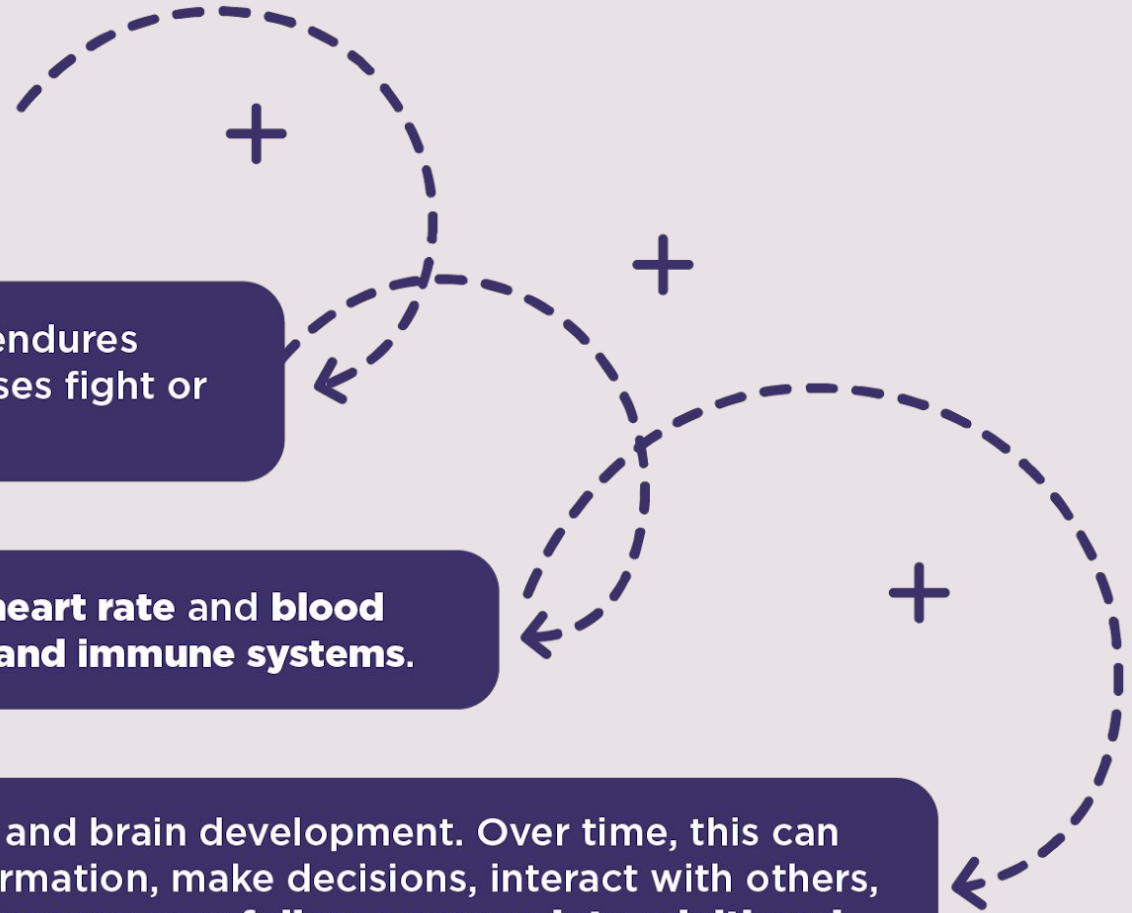 endures
ses fight or
heart rate and blood
and immune systems.
and brain development. Over time, this can
rmation, make decisions, interact with others,